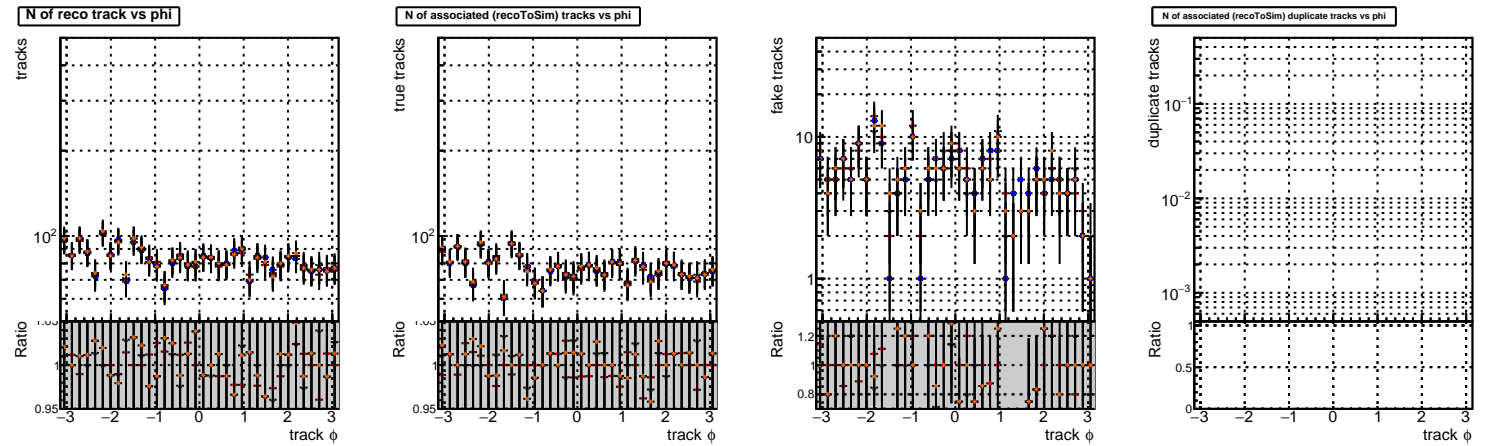 N of reco track vs phi
tracks
10²
Ratio
1.05
1
0.95
−3 −2 −1 0 1 2 3
track ϕ
N of associated (recoToSim) tracks vs phi
true tracks
10²
Ratio
1.05
1
0.95
−3 −2 −1 0 1 2 3
track ϕ
fake tracks
10
1
Ratio
1.2
1
0.8
−3 −2 −1 0 1 2 3
track ϕ
N of associated (recoToSim) duplicate tracks vs phi
duplicate tracks
10⁻¹
10⁻²
10⁻³
Ratio
1
0.5
0
−3 −2 −1 0 1 2 3
track ϕ